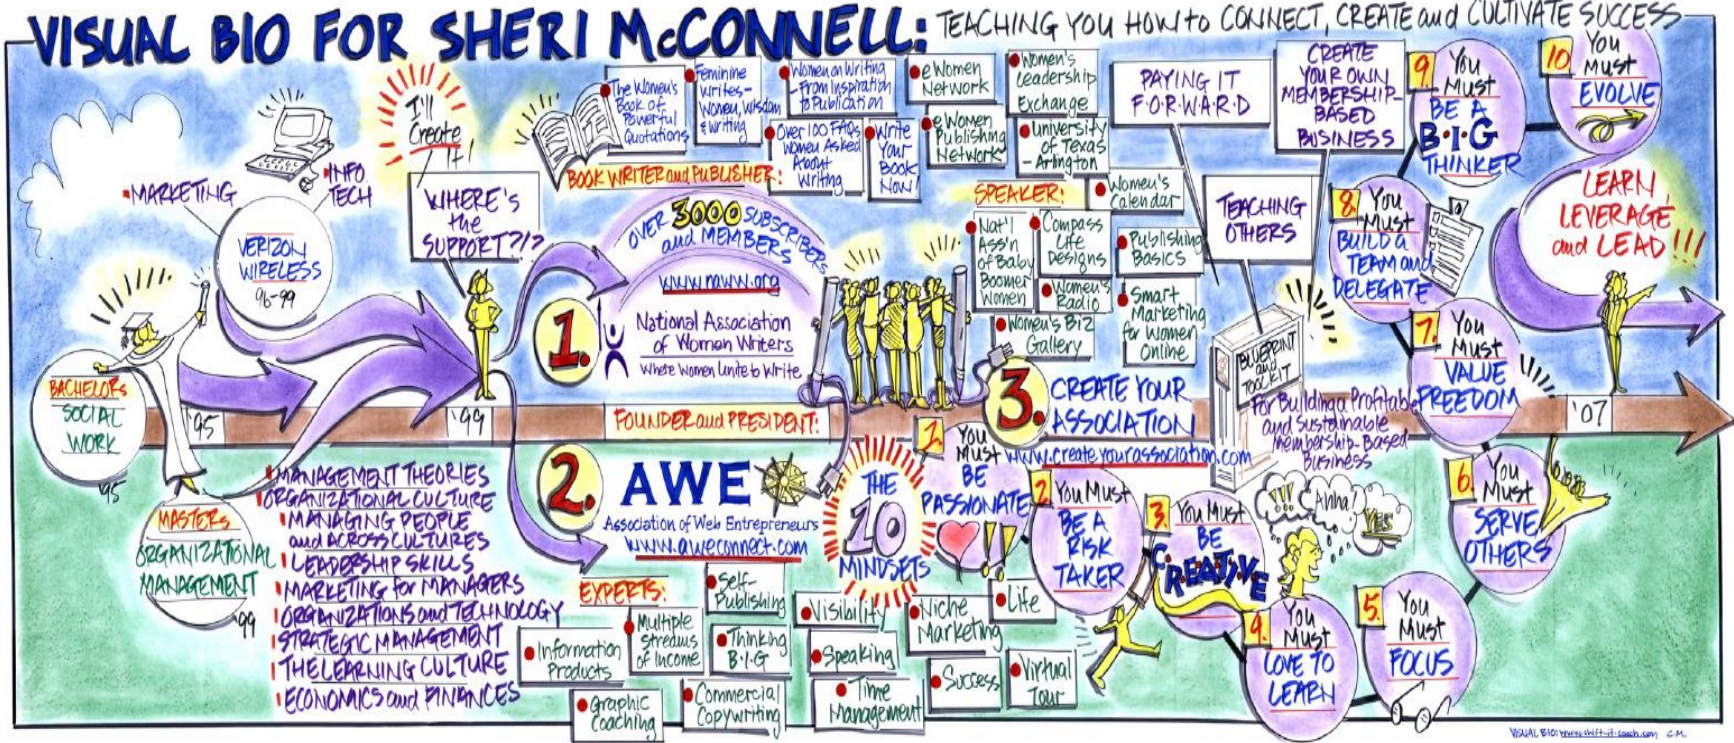 VISUAL BIO FOR SHERI McCONNELL: TEACHING YOU HOW to CONNECT, CREATE and CULTIVATE SUCCESS
BACHELORS
SOCIAL
WORK
'95
MASTERS
ORGANIZATIONAL
MANAGEMENT
'99
MARKETING
INFO
TECH
VERIZON
WIRELESS
96-99
'95
MANAGEMENT THEORIES
ORGANIZATIONAL CULTURE
MANAGING PEOPLE
and ACROSS CULTURES
LEADERSHIP SKILLS
MARKETING for MANAGERS
ORGANIZATIONS and TECHNOLOGY
STRATEGIC MANAGEMENT
THE LEARNING CULTURE
ECONOMICS and FINANCES
I'll
Create
It!
WHERE'S
the
SUPPORT?!?
'99
BOOK WRITER and PUBLISHER:
The Women's
Book of
Powerful
Quotations
Feminine
Writes-
Women, Wisdom
& Writing
Women on Writing
- From Inspiration
to Publication
Over 100 FAQs
Women Asked
About
Writing
Write
Your
Book
Now!
OVER 3000 SUBSCRIBERS
and MEMBERS
www.naww.org
1.
National Association
of Women Writers
Where Women Unite to Write
FOUNDER and PRESIDENT:
2.
AWE
Association of Web Entrepreneurs
www.aweconnect.com
EXPERTS:
Information
Products
Graphic
Coaching
Multiple
Streams
of Income
Self-
Publishing
Thinking
B.I.G
Commercial
Copywriting
Visibility
Speaking
Time
Management
Niche
Marketing
Success
Life
Virtual
Tour
SPEAKER:
e Women
Network
e Women
Publishing
Network
Women's
Leadership
Exchange
University
of Texas
- Arlington
Women's
Calendar
Nat'l
Ass'n
of Baby
Boomer
Women
Compass
Life
Designs
Women's
Radio
Women's Biz
Gallery
Publishing
Basics
Smart
Marketing
for Women
Online
3.
CREATE YOUR
ASSOCIATION
www.createyourassociation.com
PAYING IT
F.O.R.W.A.R.D
CREATE
YOUR OWN
MEMBERSHIP-
BASED
BUSINESS
TEACHING
OTHERS
BLUEPRINT
and
TOOLKIT
For Building a Profitable
and Sustainable
Membership-Based
Business
THE
10
MINDSETS
1.
You
Must
BE
PASSIONATE
2.
You Must
BE A
RISK
TAKER
3.
You Must
BE
CREATIVE
!!!
Ahha!
YES
4.
You
Must
LOVE TO
LEARN
5.
You
Must
FOCUS
6.
You
Must
SERVE
OTHERS
7.
You
Must
VALUE
FREEDOM
8.
You
Must
BUILD a
TEAM and
DELEGATE
9.
You
Must
BE A
B.I.G
THINKER
10.
You
Must
EVOLVE
LEARN,
LEVERAGE
and LEAD!!!
'07
VISUAL BIO: www.shift-it-coach.com C.M.